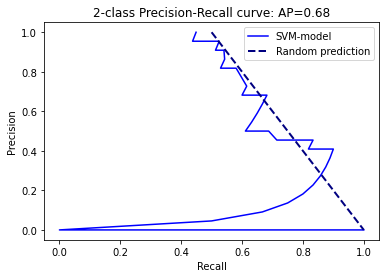 2-class Precision-Recall curve: AP=0.68
SVM-model
Random prediction
Precision
1.0
0.8
0.6
0.4
0.2
0.0
0.0 0.2 0.4 0.6 0.8 1.0
Recall